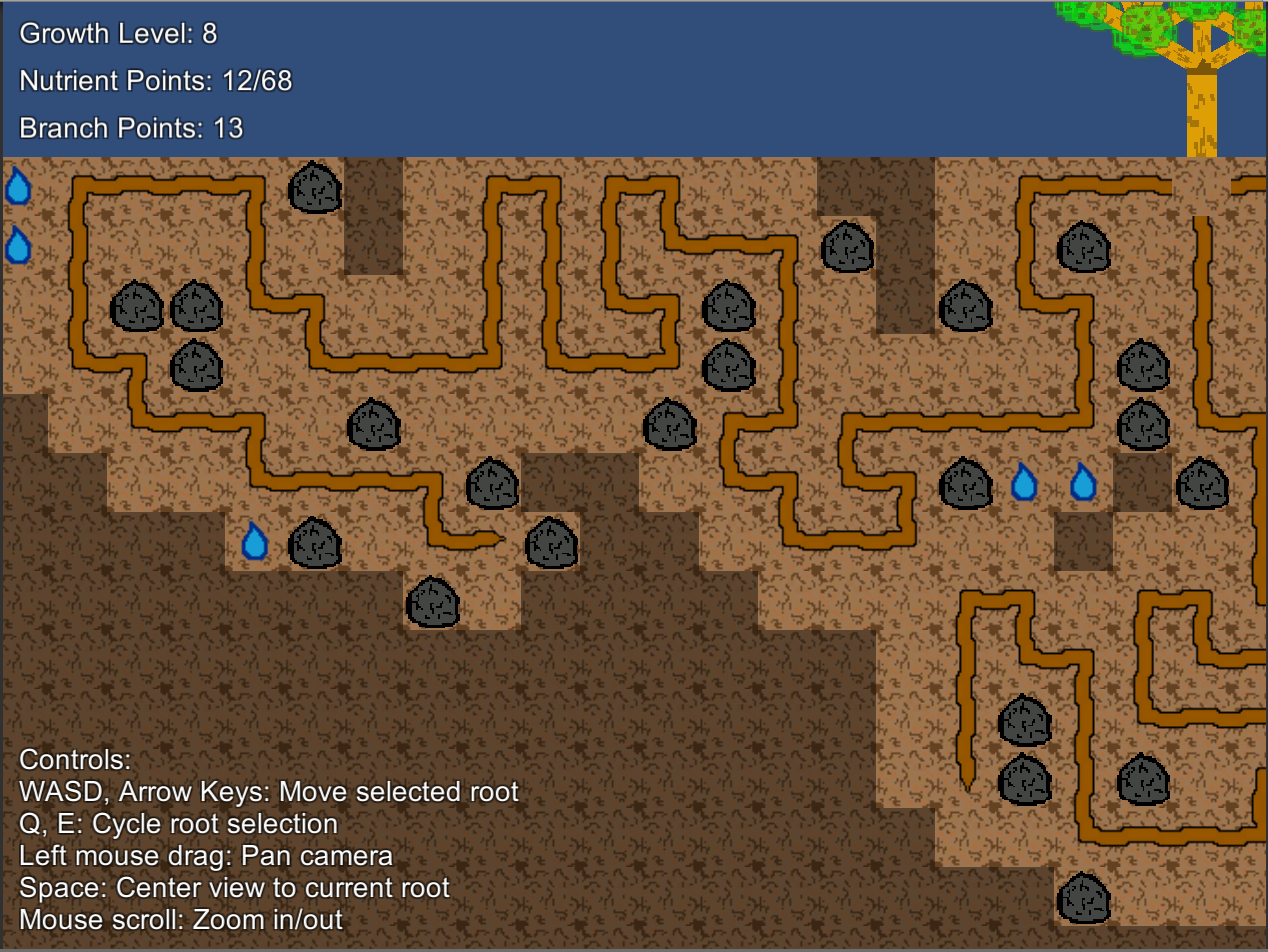 Growth Level: 8
Nutrient Points: 12/68
Branch Points: 13
Controls:
WASD, Arrow Keys: Move selected root
Q, E: Cycle root selection
Left mouse drag: Pan camera
Space: Center view to current root
Mouse scroll: Zoom in/out